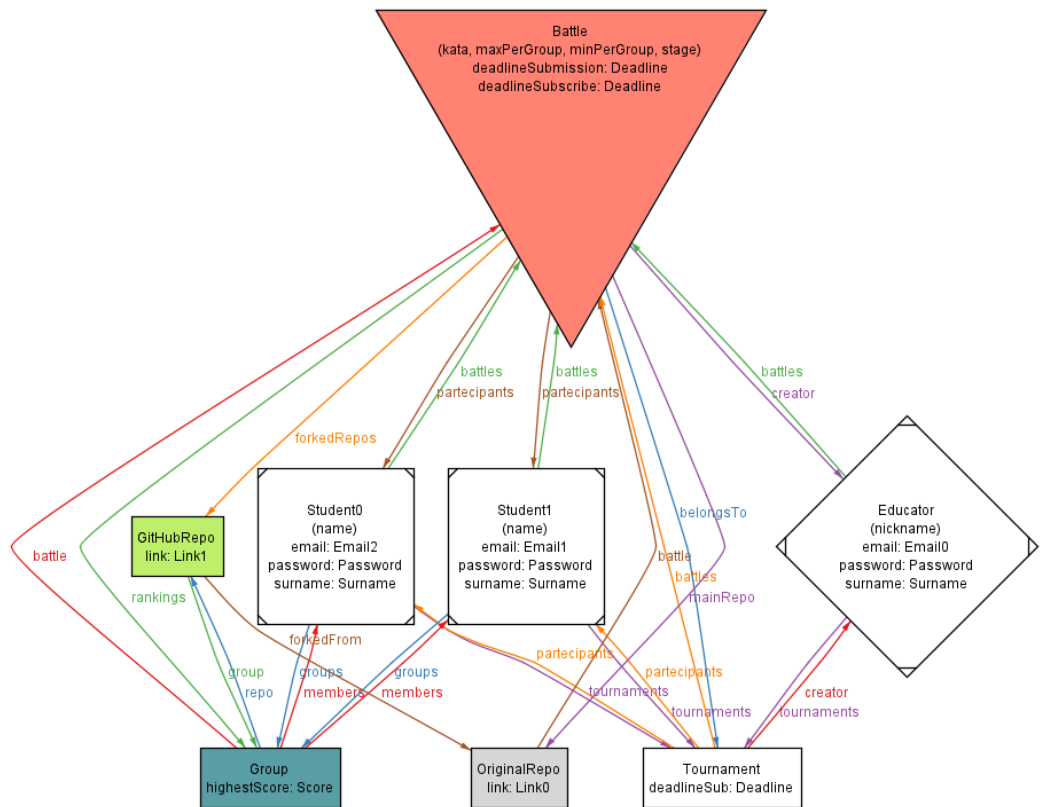 Battle
(kata, maxPerGroup, minPerGroup, stage)
deadlineSubmission: Deadline
deadlineSubscribe: Deadline
battles
battles
battles
partecipants
partecipants
creator
forkedRepos
Student0
(name)
email: Email2
password: Password
surname: Surname
Student1
(name)
email: Email1
password: Password
surname: Surname
belongsTo
Educator
(nickname)
email: Email0
password: Password
surname: Surname
GitHubRepo
link: Link1
battle
battle
battles
rankings
mainRepo
forkedFrom
group
groups
groups
partecipants
partecipants
repo
members
members
tournaments
creator
tournaments
tournaments
Group
highestScore: Score
OriginalRepo
link: Link0
Tournament
deadlineSub: Deadline